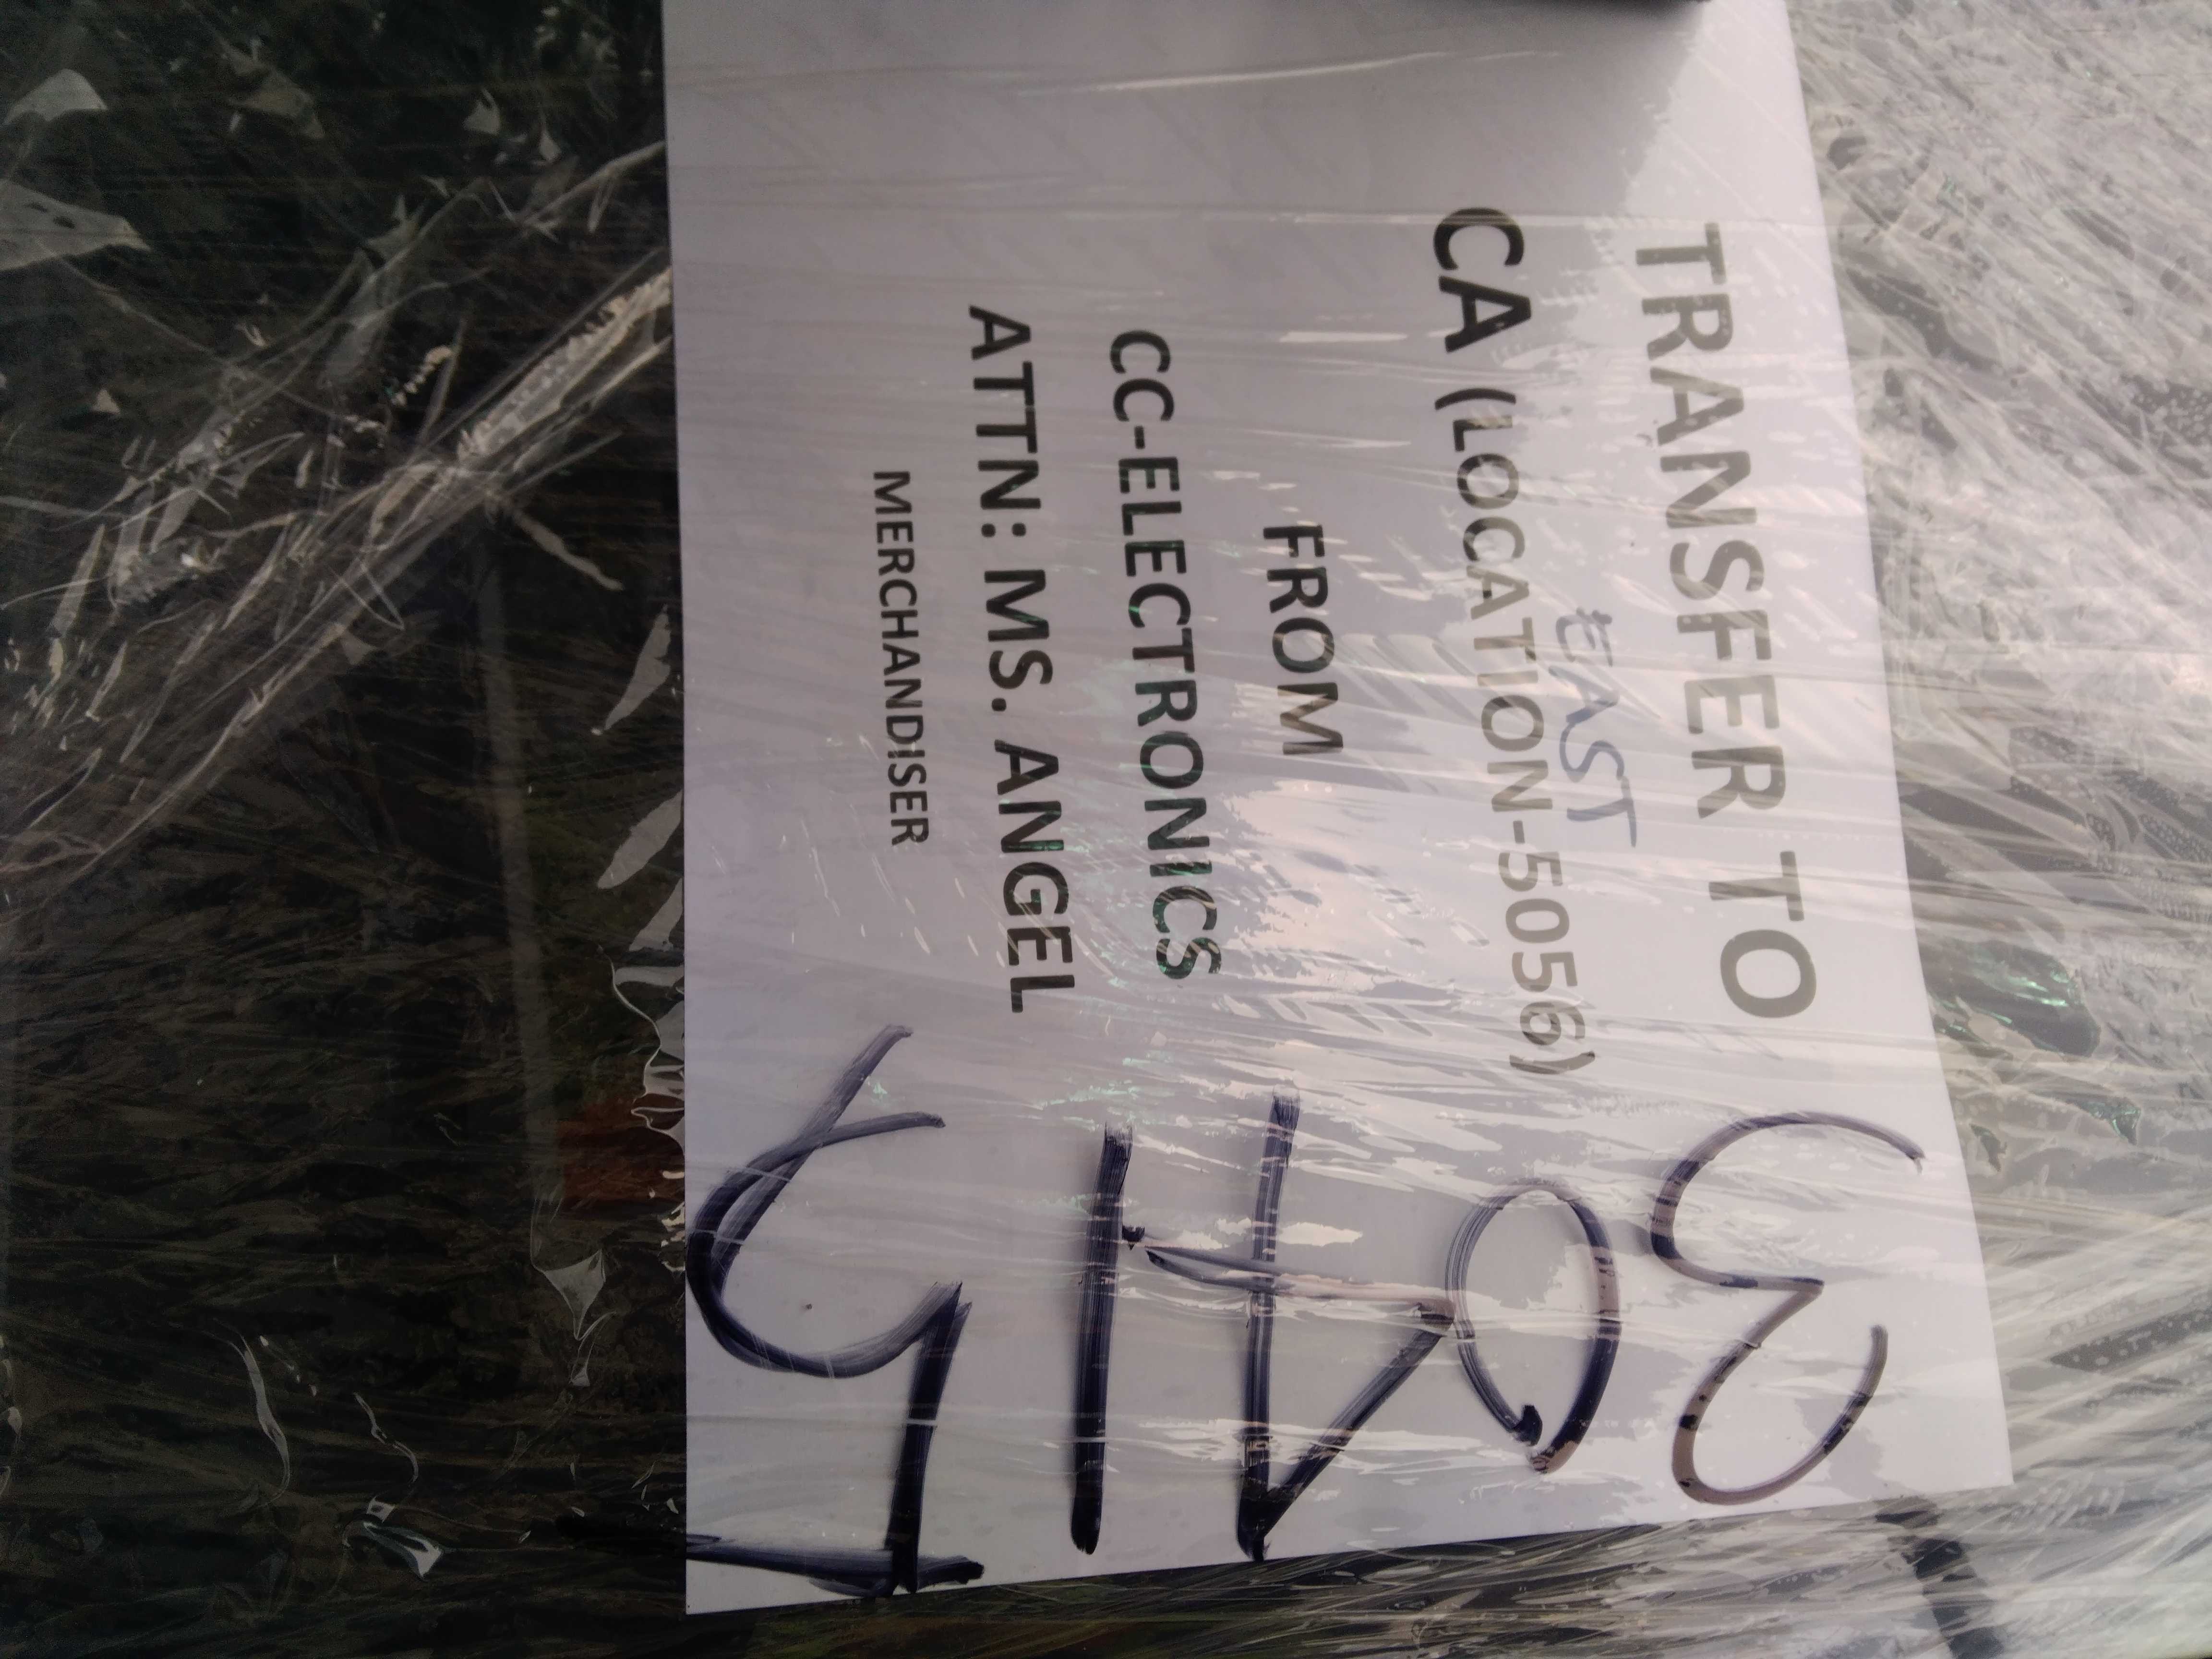 TRANSFER TO
EAST
CA (LOCATION-5056)
FROM
CC-ELECTRONICS
ATTN: MS. ANGEL
MERCHANDISER
30415